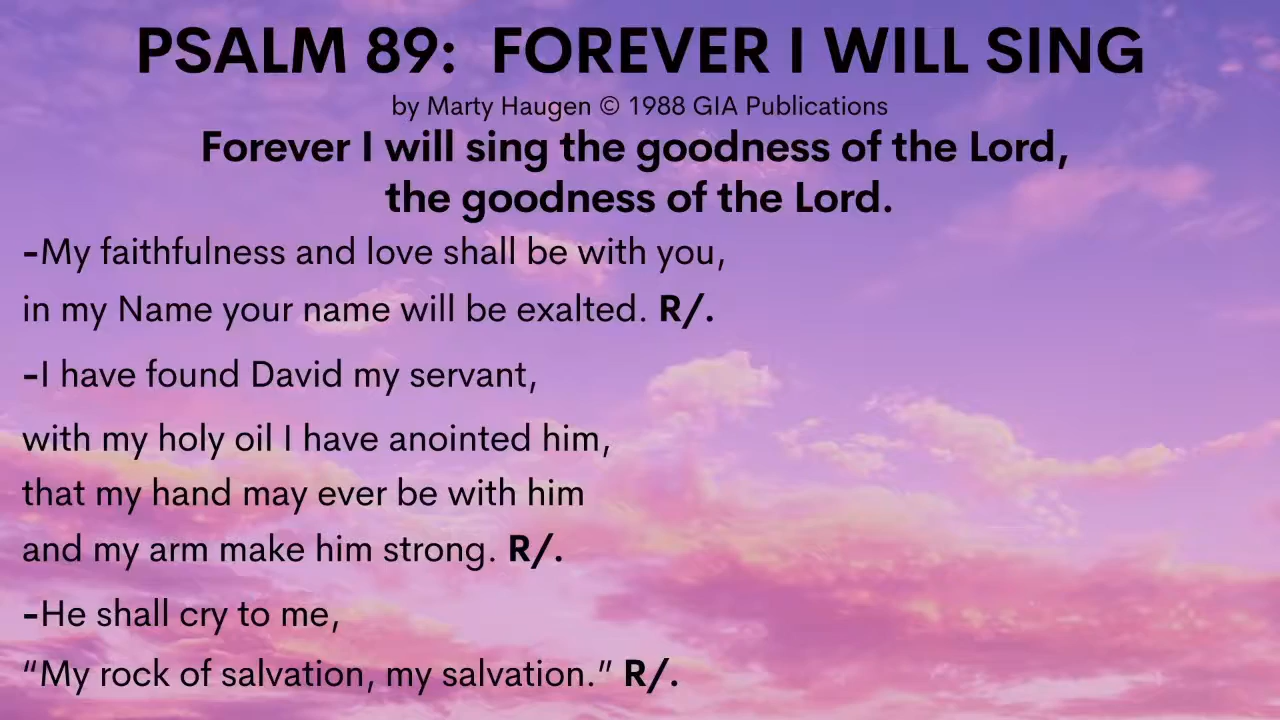 PSALM 89:  FOREVER I WILL SING
by Marty Haugen © 1988 GIA Publications
Forever I will sing the goodness of the Lord,
the goodness of the Lord.
-My faithfulness and love shall be with you,
in my Name your name will be exalted. R/.
-I have found David my servant,
with my holy oil I have anointed him,
that my hand may ever be with him
and my arm make him strong. R/.
-He shall cry to me,
“My rock of salvation, my salvation.” R/.